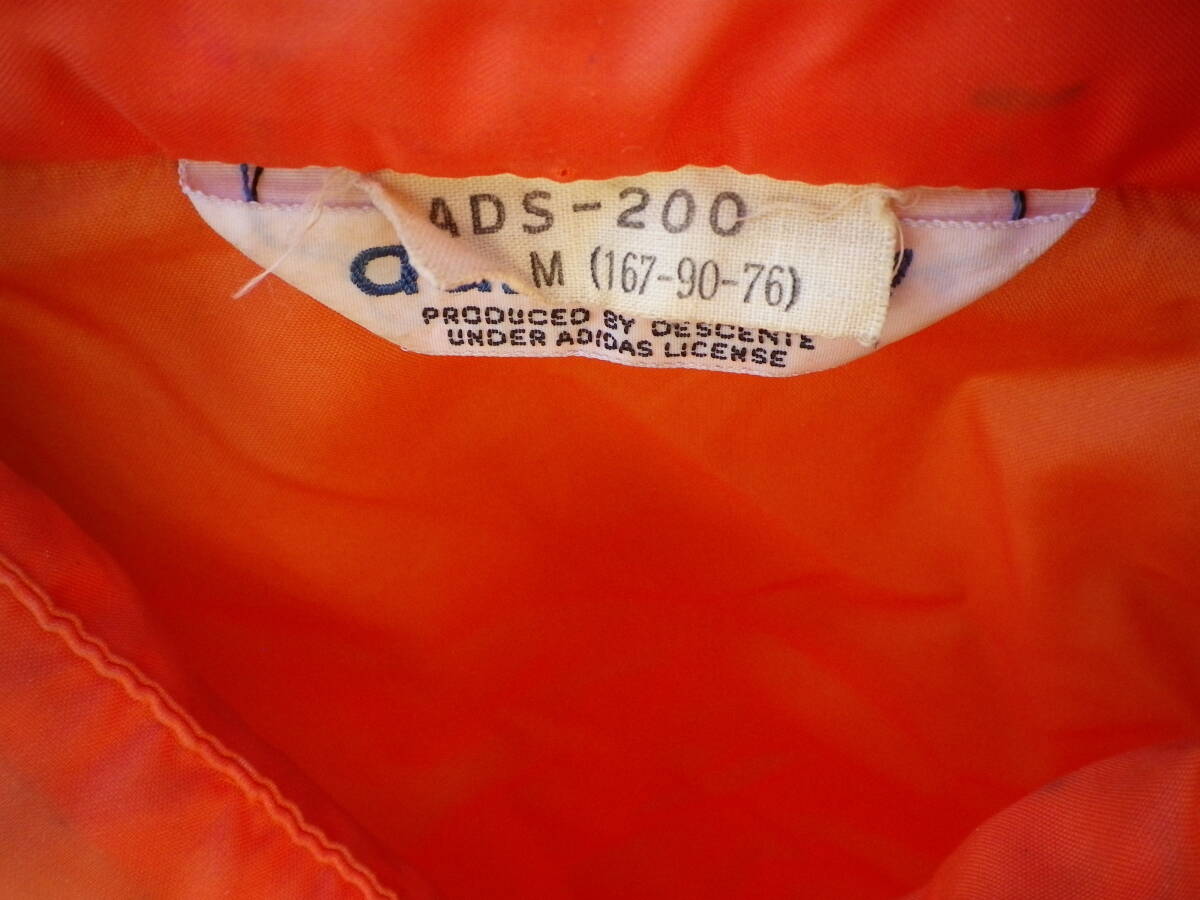 ADS-200
M (167-90-76)
PRODUCED BY DESCENTE
UNDER ADIDAS LICENSE